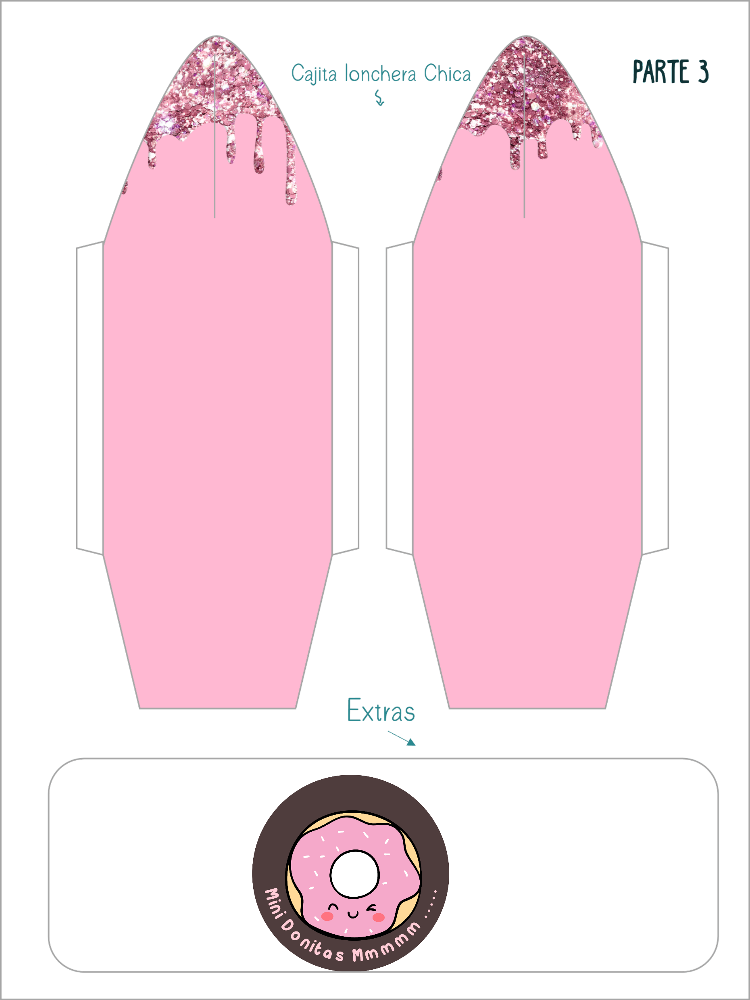 Cajita lonchera Chica
PARTE 3
Extras
Mini Donitas Mmmmm ......